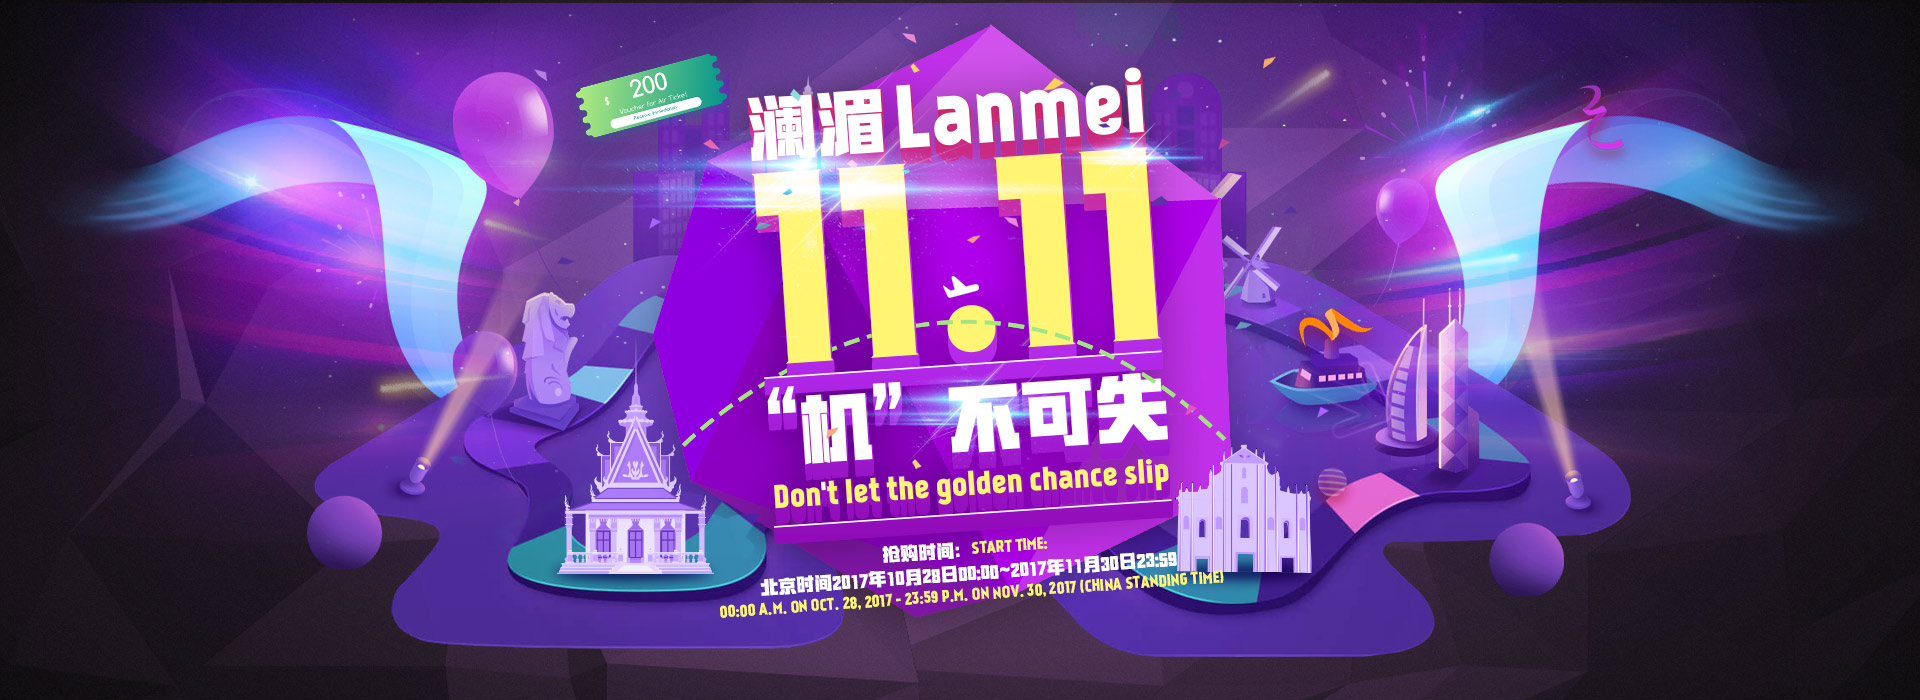 $ 200
Voucher For Air Ticket
澜湄 Lanmei
11.11
“机” 不可失
Don't let the golden chance slip
抢购时间: START TIME:
北京时间2017年10月28日00:00~2017年11月30日23:59
00:00 A.M. ON OCT. 28, 2017 - 23:59 P.M. ON NOV. 30, 2017 (CHINA STANDING TIME)